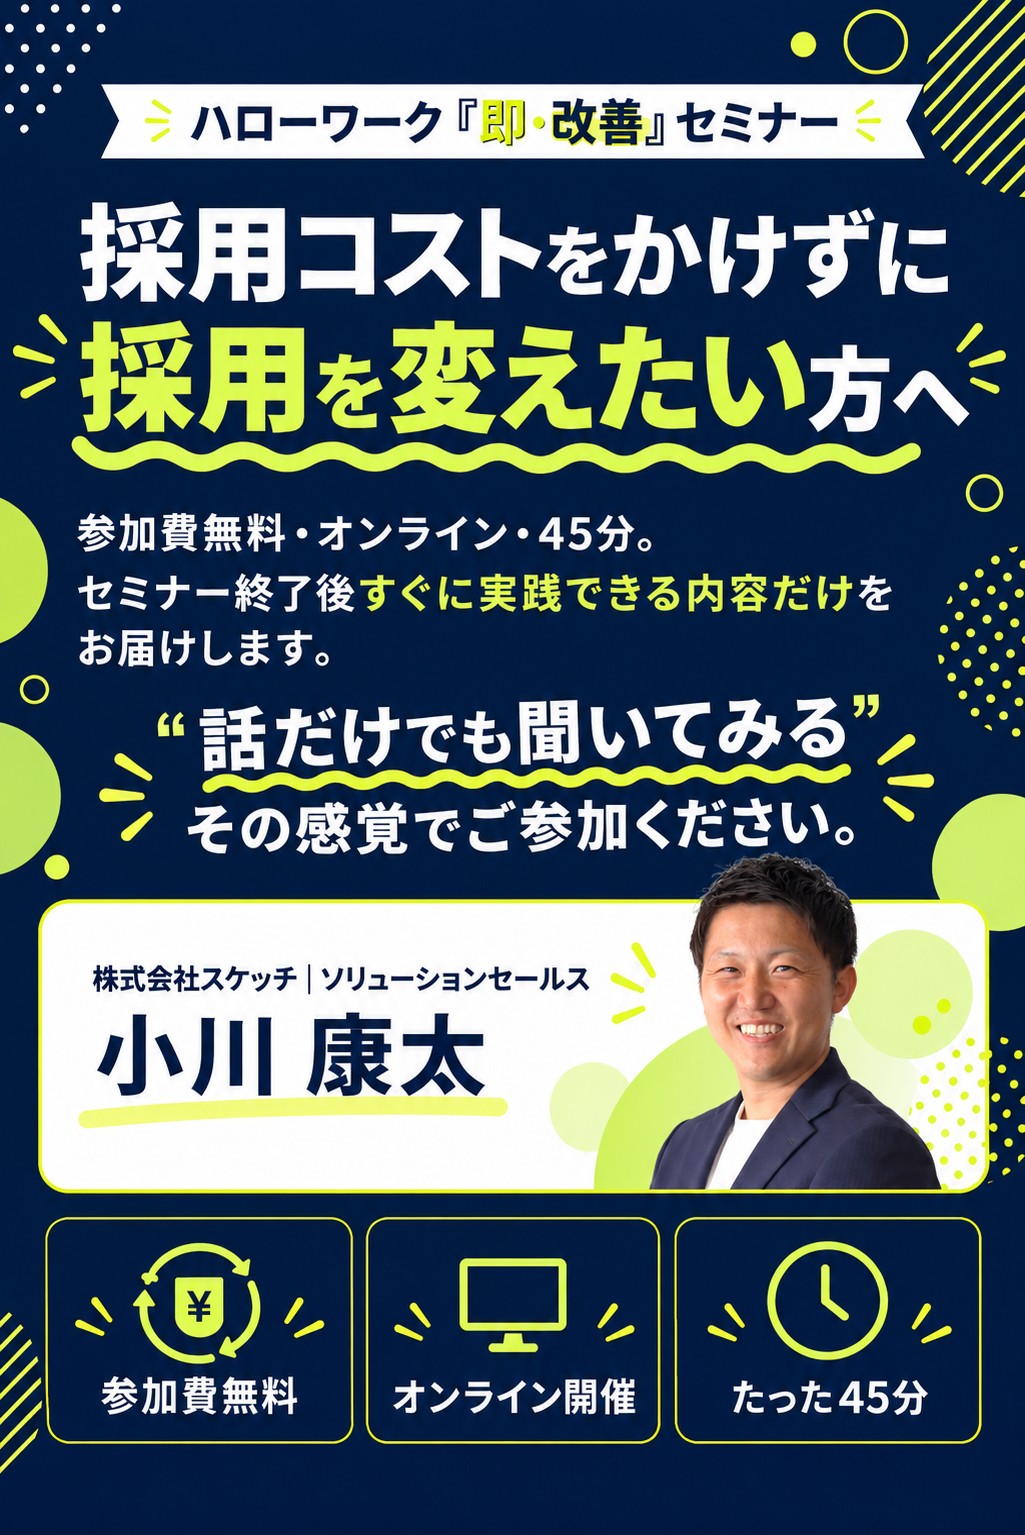 ハローワーク『即・改善』セミナー
採用コストをかけずに
採用を変えたい方へ
参加費無料・オンライン・45分。
セミナー終了後すぐに実践できる内容だけを
お届けします。
“話だけでも聞いてみる”
その感覚でご参加ください。
株式会社スケッチ｜ソリューションセールス
小川 康太
¥
参加費無料
オンライン開催
たった45分